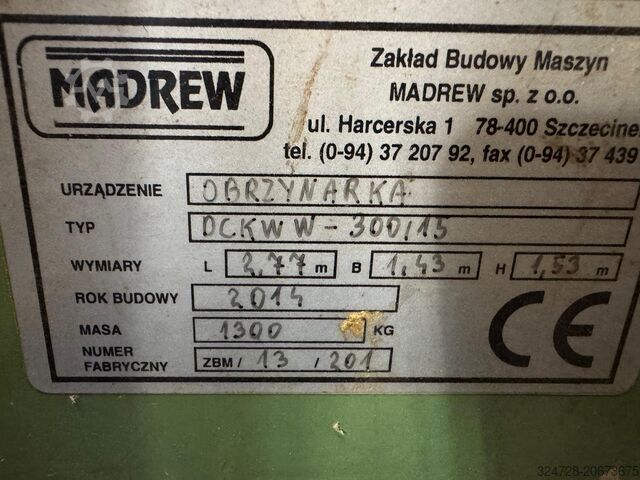 MADREW
Zakład Budowy Maszyn
MADREW sp. z o.o.
ul. Harcerska 1 78-400 Szczecine
tel. (0-94) 37 207 92, fax (0-94) 37 439
URZĄDZENIE OBRZYNARKA
TYP DCKWW-300/15
WYMIARY L 2,77 m B 1,43 m H 1,53 m
ROK BUDOWY 2014
MASA 1300 KG
NUMER
FABRYCZNY ZBM/ 13 / 201
CE
324728-20673675